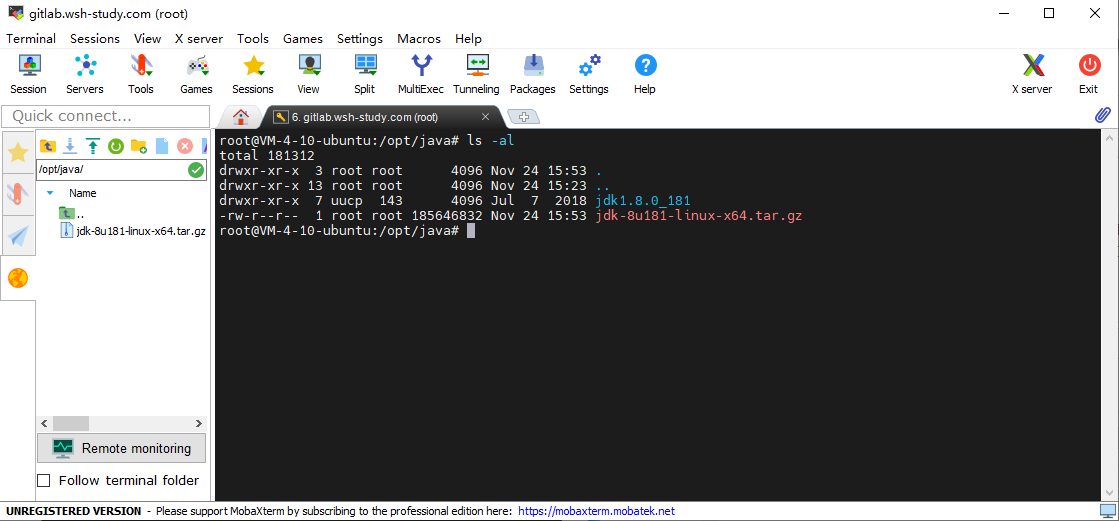 gitlab.wsh-study.com (root)
Terminal Sessions View X server Tools Games Settings Macros Help
Session Servers Tools Games Sessions View Split MultiExec Tunneling Packages Settings Help X server Exit
Quick connect...
6. gitlab.wsh-study.com (root)
/opt/java/
Name
..
jdk-8u181-linux-x64.tar.gz
root@VM-4-10-ubuntu:/opt/java# ls -al
total 181312
drwxr-xr-x  3 root root      4096 Nov 24 15:53 .
drwxr-xr-x 13 root root      4096 Nov 24 15:23 ..
drwxr-xr-x  7 uucp  143      4096 Jul  7  2018 jdk1.8.0_181
-rw-r--r--  1 root root 185646832 Nov 24 15:53 jdk-8u181-linux-x64.tar.gz
root@VM-4-10-ubuntu:/opt/java#
Remote monitoring
Follow terminal folder
UNREGISTERED VERSION - Please support MobaXterm by subscribing to the professional edition here: https://mobaxterm.mobatek.net